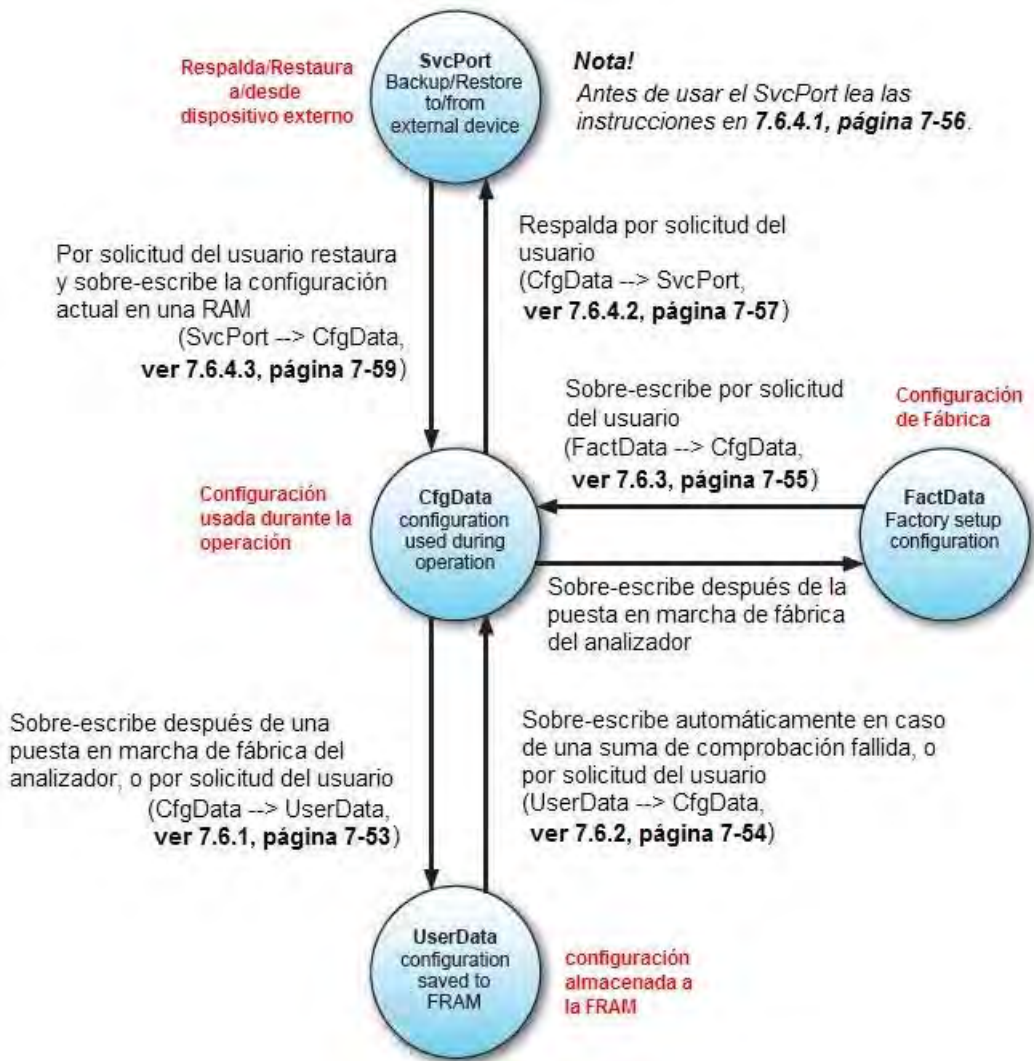 Respalda/Restaura
a/desde
dispositivo externo
SvcPort
Backup/Restore
to/from
external device
Nota!
Antes de usar el SvcPort lea las
instrucciones en 7.6.4.1, página 7-56.
Por solicitud del usuario restaura
y sobre-escribe la configuración
actual en una RAM
(SvcPort --> CfgData,
ver 7.6.4.3, página 7-59)
Respalda por solicitud del
usuario
(CfgData --> SvcPort,
ver 7.6.4.2, página 7-57)
Sobre-escribe por solicitud
del usuario
(FactData --> CfgData,
ver 7.6.3, página 7-55)
Configuración
de Fábrica
Configuración
usada durante la
operación
CfgData
configuration
used during
operation
FactData
Factory setup
configuration
Sobre-escribe después de la
puesta en marcha de fábrica
del analizador
Sobre-escribe después de una
puesta en marcha de fábrica del
analizador, o por solicitud del usuario
(CfgData --> UserData,
ver 7.6.1, página 7-53)
Sobre-escribe automáticamente en caso
de una suma de comprobación fallida, o
por solicitud del usuario
(UserData --> CfgData,
ver 7.6.2, página 7-54)
UserData
configuration
saved to
FRAM
configuración
almacenada a
la FRAM